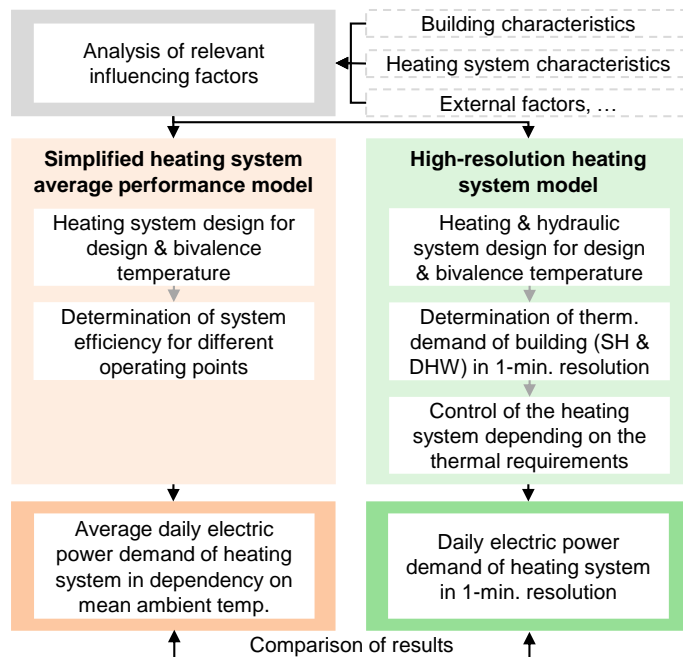 Analysis of relevant
influencing factors
Building characteristics
Heating system characteristics
External factors, …
Simplified heating system
average performance model
Heating system design for
design & bivalence
temperature
Determination of system
efficiency for different
operating points
High-resolution heating
system model
Heating & hydraulic
system design for design
& bivalence temperature
Determination of therm.
demand of building (SH &
DHW) in 1-min. resolution
Control of the heating
system depending on the
thermal requirements
Average daily electric
power demand of heating
system in dependency on
mean ambient temp.
Daily electric power
demand of heating system
in 1-min. resolution
Comparison of results